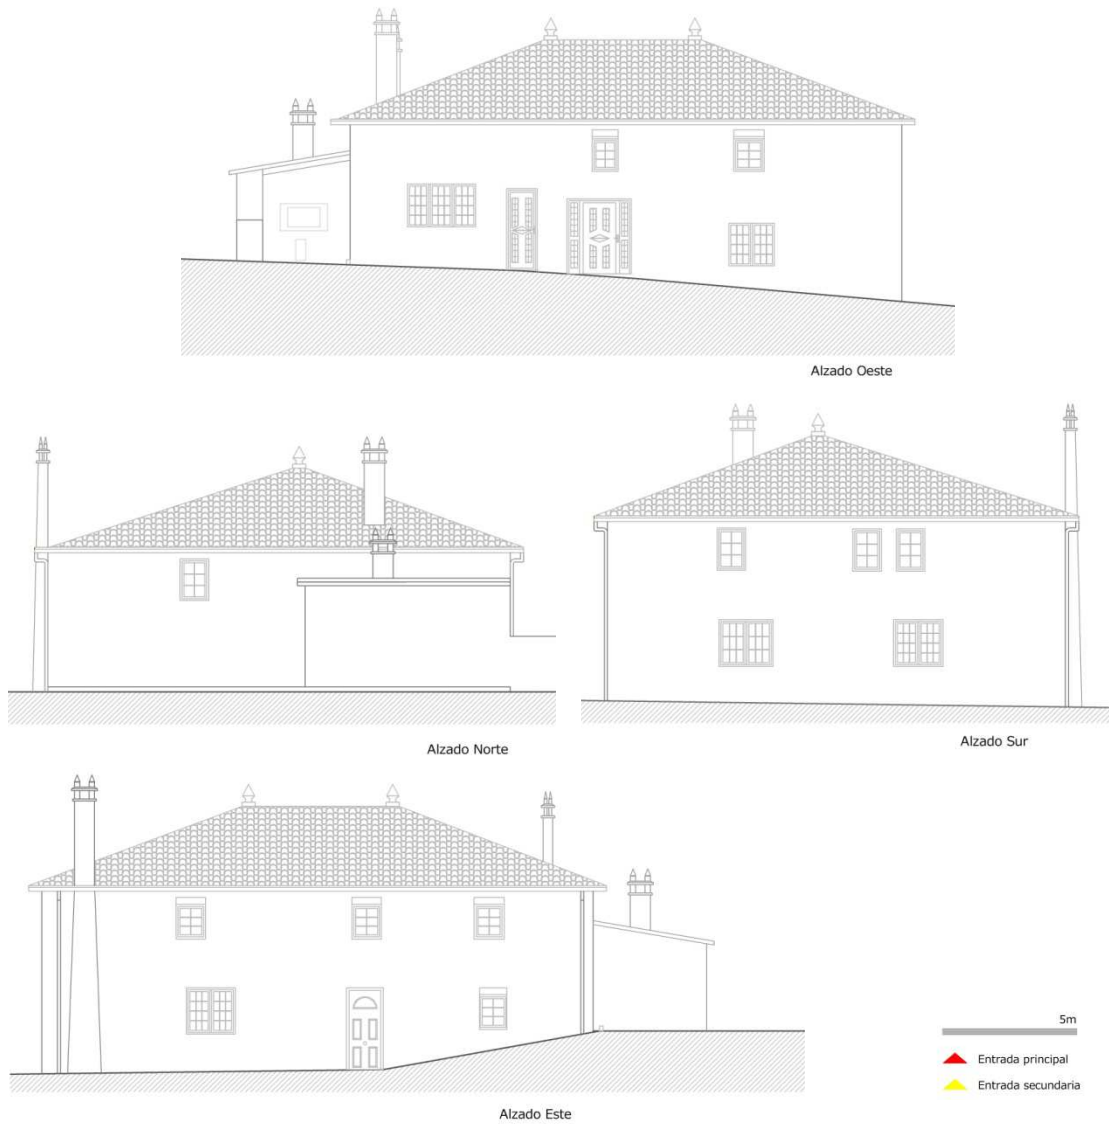 Alzado Oeste
Alzado Norte
Alzado Sur
Alzado Este
5m
Entrada principal
Entrada secundaria